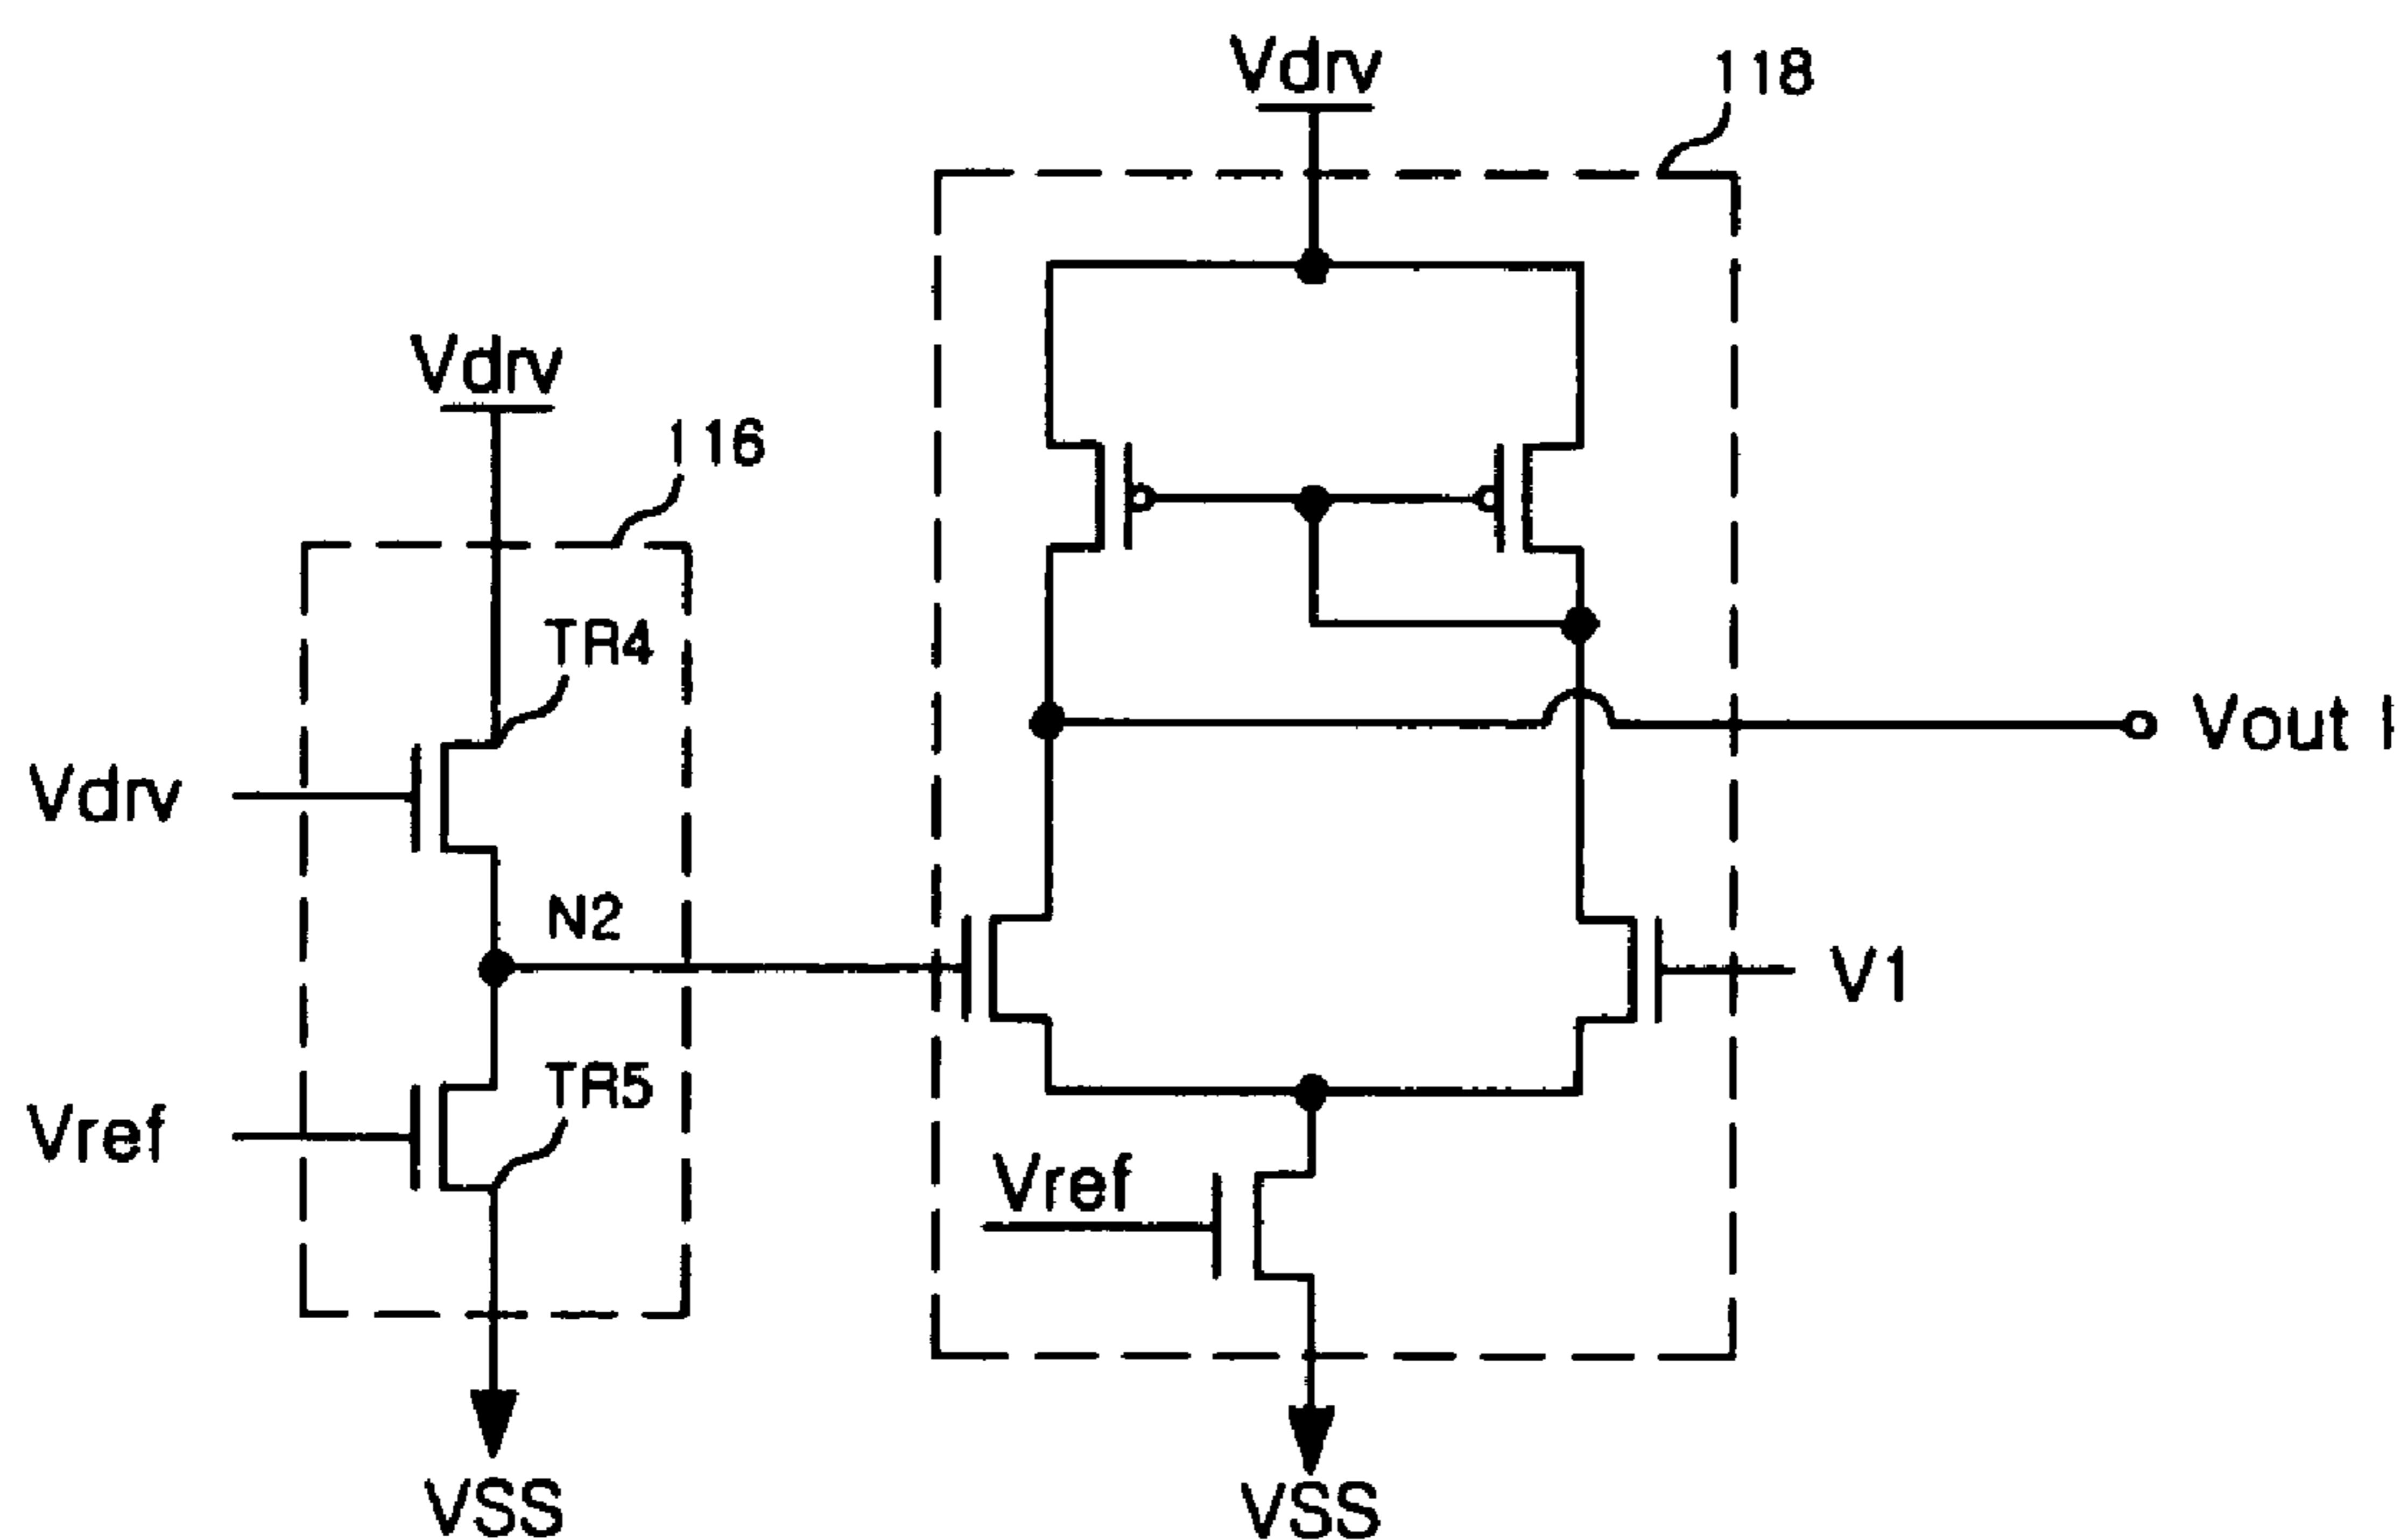 Vdrv
118
Vdrv
116
TR4
Vout I
Vdrv
N2
V1
TR5
Vref
Vref
VSS
VSS